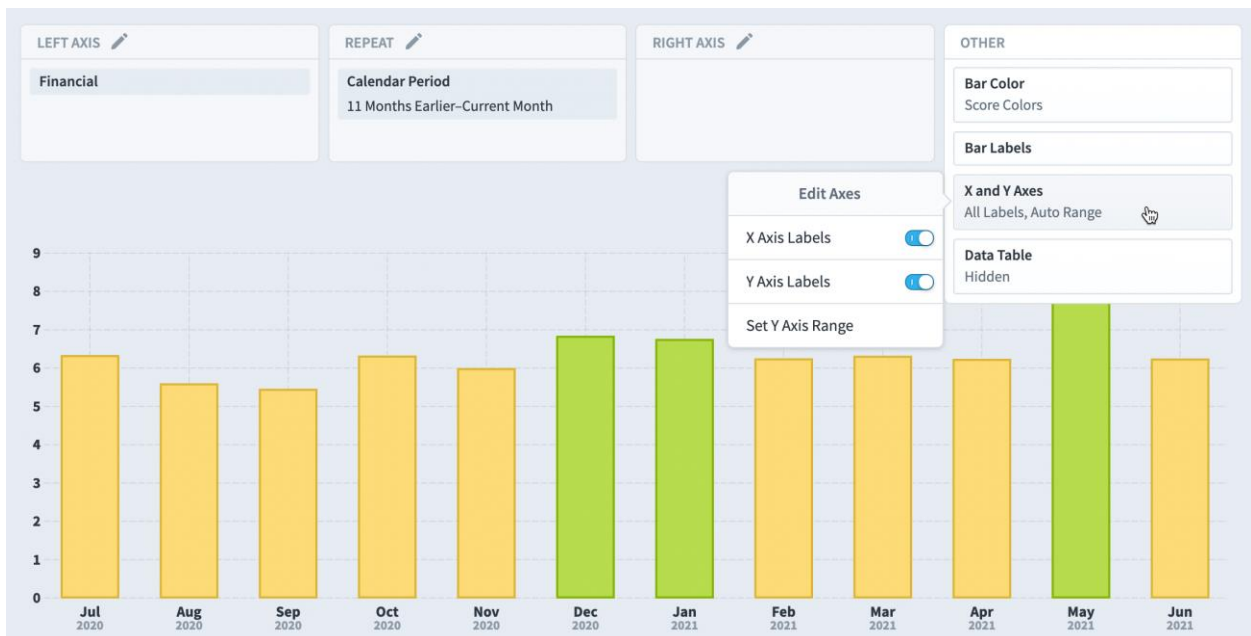 LEFT AXIS
Financial
REPEAT
Calendar Period
11 Months Earlier–Current Month
RIGHT AXIS
OTHER
Bar Color
Score Colors
Bar Labels
X and Y Axes
All Labels, Auto Range
Data Table
Hidden
Edit Axes
X Axis Labels
Y Axis Labels
Set Y Axis Range
9
8
7
6
5
4
3
2
1
0
Jul Aug Sep Oct Nov Dec Jan Feb Mar Apr May Jun
2020 2020 2020 2020 2020 2020 2021 2021 2021 2021 2021 2021